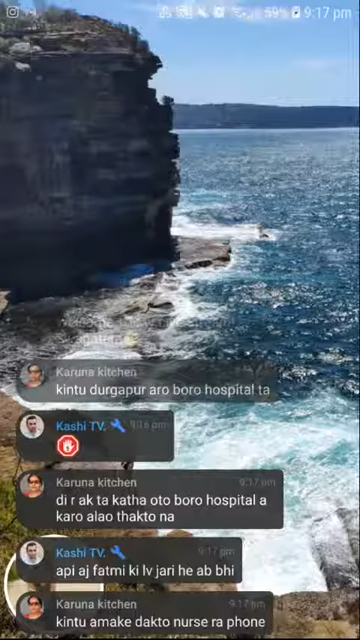 59% 9:17 pm
Karuna kitchen
kintu durgapur aro boro hospital ta
Kashi TV. 9:16 pm
Karuna kitchen 9:17 pm
di r ak ta katha oto boro hospital a
karo alao thakto na
Kashi TV. 9:17 pm
api aj fatmi ki lv jari he ab bhi
Karuna kitchen 9:17 pm
kintu amake dakto nurse ra phone